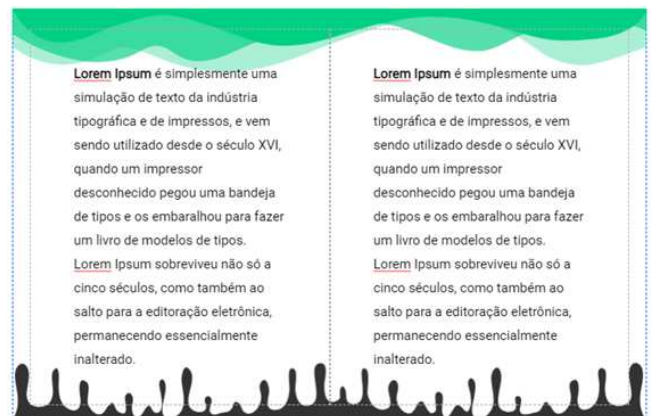 Lorem Ipsum é simplesmente uma
simulação de texto da indústria
tipográfica e de impressos, e vem
sendo utilizado desde o século XVI,
quando um impressor
desconhecido pegou uma bandeja
de tipos e os embaralhou para fazer
um livro de modelos de tipos.
Lorem Ipsum sobreviveu não só a
cinco séculos, como também ao
salto para a editoração eletrônica,
permanecendo essencialmente
inalterado.
Lorem Ipsum é simplesmente uma
simulação de texto da indústria
tipográfica e de impressos, e vem
sendo utilizado desde o século XVI,
quando um impressor
desconhecido pegou uma bandeja
de tipos e os embaralhou para fazer
um livro de modelos de tipos.
Lorem Ipsum sobreviveu não só a
cinco séculos, como também ao
salto para a editoração eletrônica,
permanecendo essencialmente
inalterado.